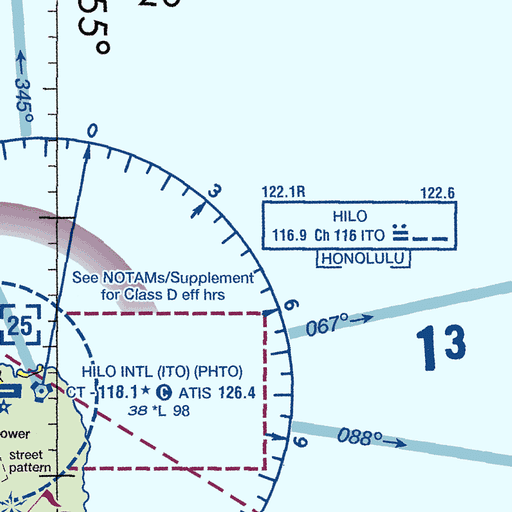 55°
←345°
0
3
122.1R 122.6
HILO
116.9 Ch 116 ITO
HONOLULU
See NOTAMs/Supplement
for Class D eff hrs
6
067°→
25
13
HILO INTL (ITO) (PHTO)
CT - 118.1 * C ATIS 126.4
38 *L 98
088°→
9
ower
street
pattern